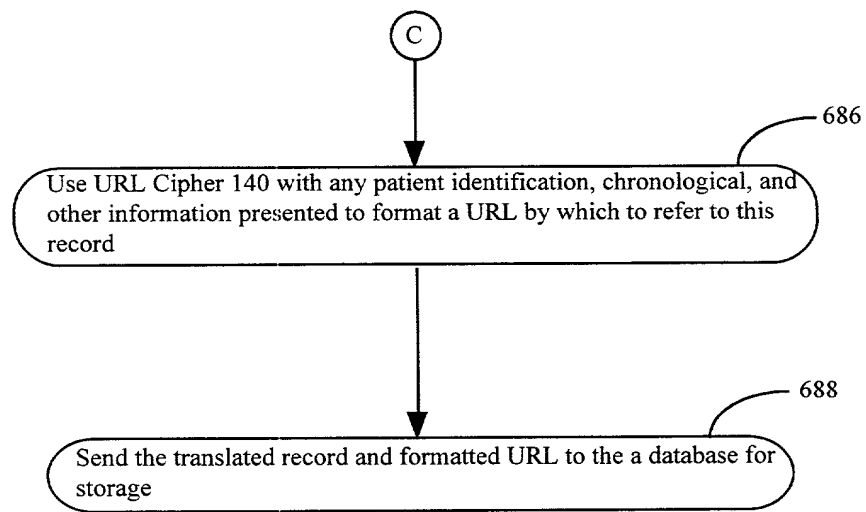 C
686
Use URL Cipher 140 with any patient identification, chronological, and
other information presented to format a URL by which to refer to this
record
688
Send the translated record and formatted URL to the a database for
storage